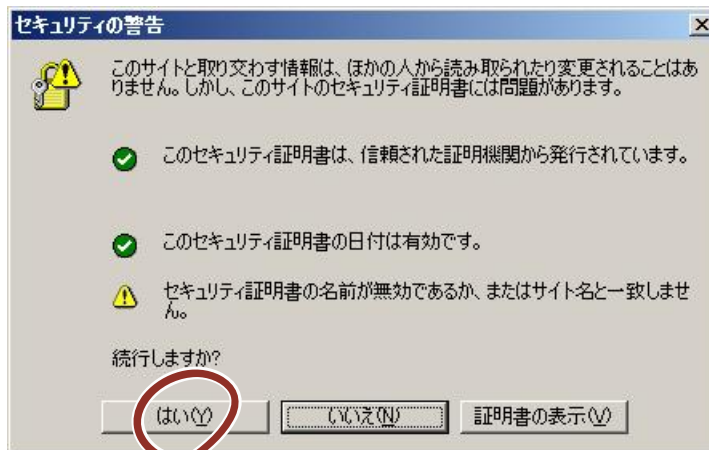 セキュリティの警告
このサイトと取り交わす情報は、ほかの人から読み取られたり変更されることはあ
りません。しかし、このサイトのセキュリティ証明書には問題があります。
このセキュリティ証明書は、信頼された証明機関から発行されています。
このセキュリティ証明書の日付は有効です。
セキュリティ証明書の名前が無効であるか、またはサイト名と一致しませ
ん。
続行しますか?
はい(Y) いいえ(N) 証明書の表示(V)